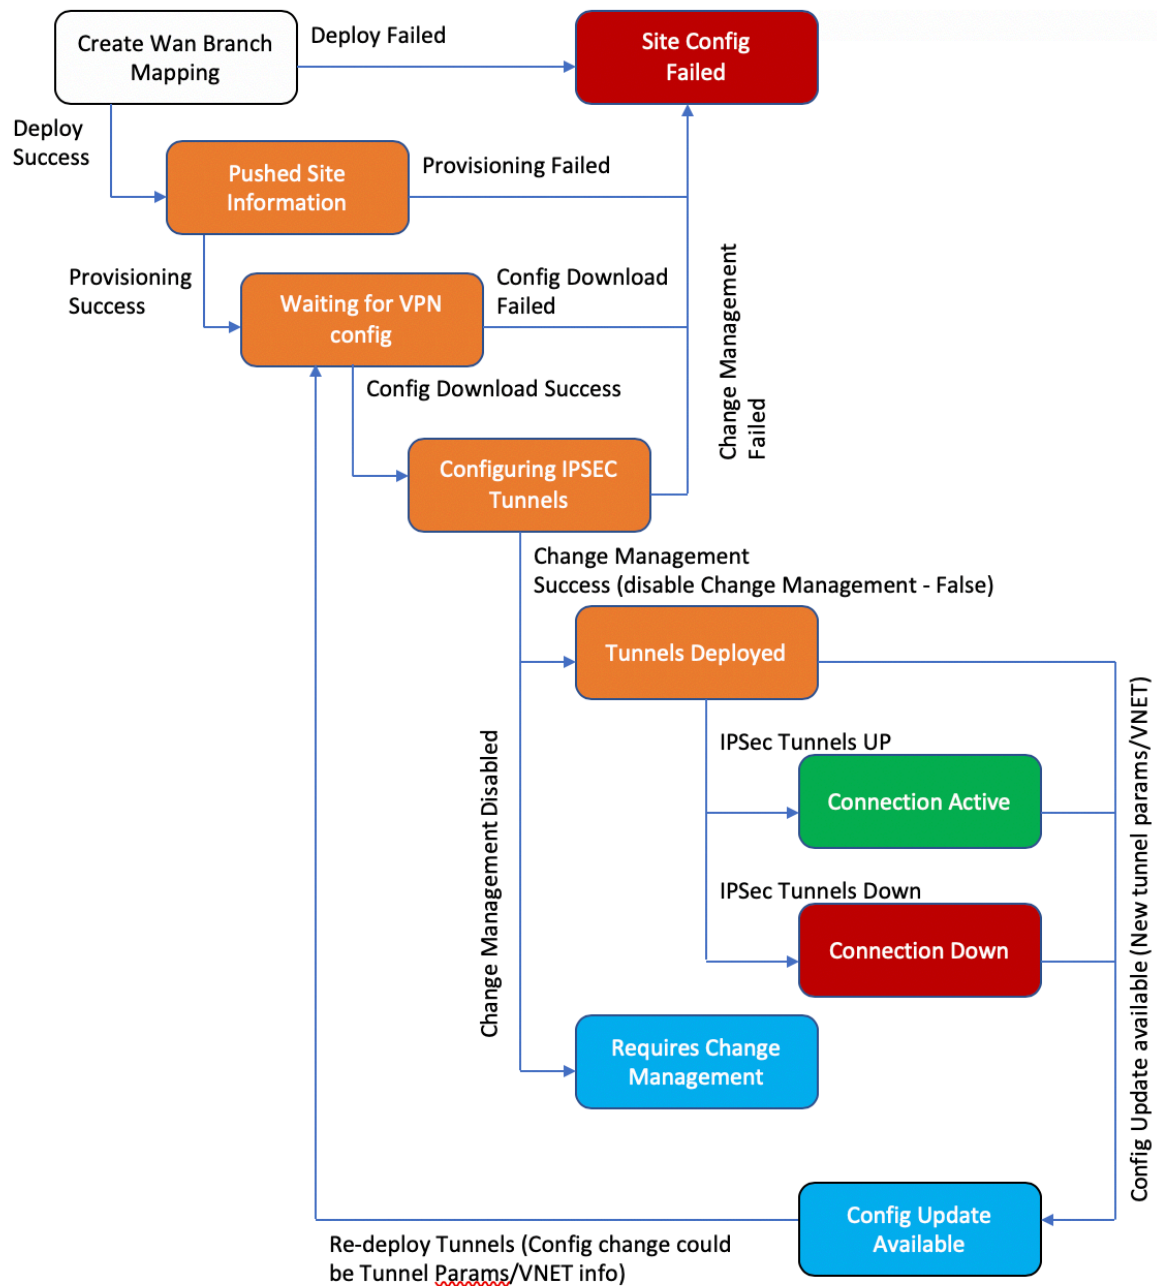 Create Wan Branch
Mapping
Deploy Failed
Site Config
Failed
Deploy
Success
Pushed Site
Information
Provisioning Failed
Provisioning
Success
Waiting for VPN
config
Config Download
Failed
Change Management
Failed
Config Download Success
Configuring IPSEC
Tunnels
Change Management
Success (disable Change Management - False)
Tunnels Deployed
IPSec Tunnels UP
Connection Active
Change Management Disabled
IPSec Tunnels Down
Connection Down
Config Update available (New tunnel params/VNET)
Requires Change
Management
Config Update
Available
Re-deploy Tunnels (Config change could
be Tunnel Params/VNET info)